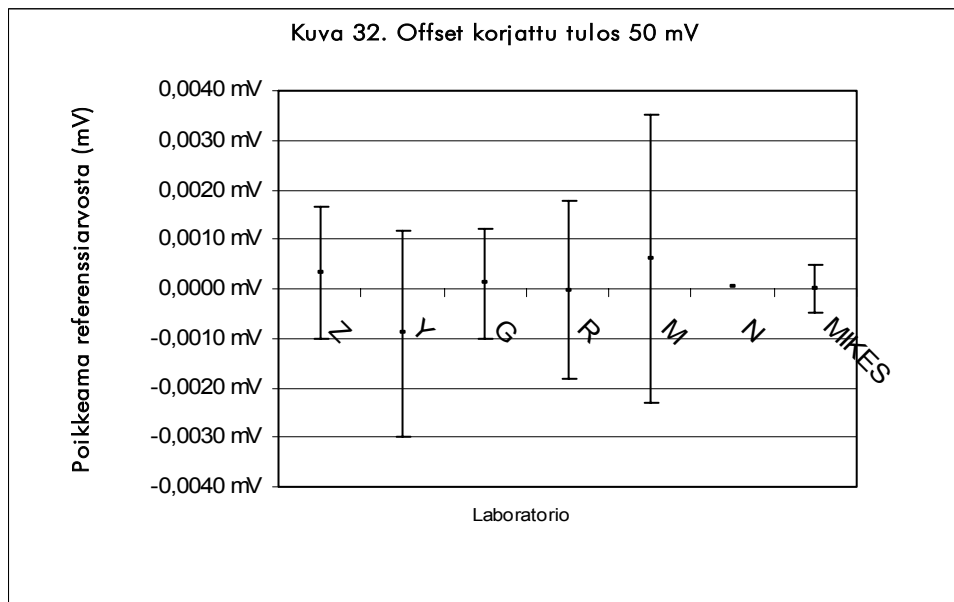 Kuva 32. Offset korjattu tulos 50 mV
Poikkeama referenssiarvosta (mV)
0,0040 mV
0,0030 mV
0,0020 mV
0,0010 mV
0,0000 mV
-0,0010 mV
-0,0020 mV
-0,0030 mV
-0,0040 mV
Z
Y
G
R
M
N
MIKES
Laboratorio